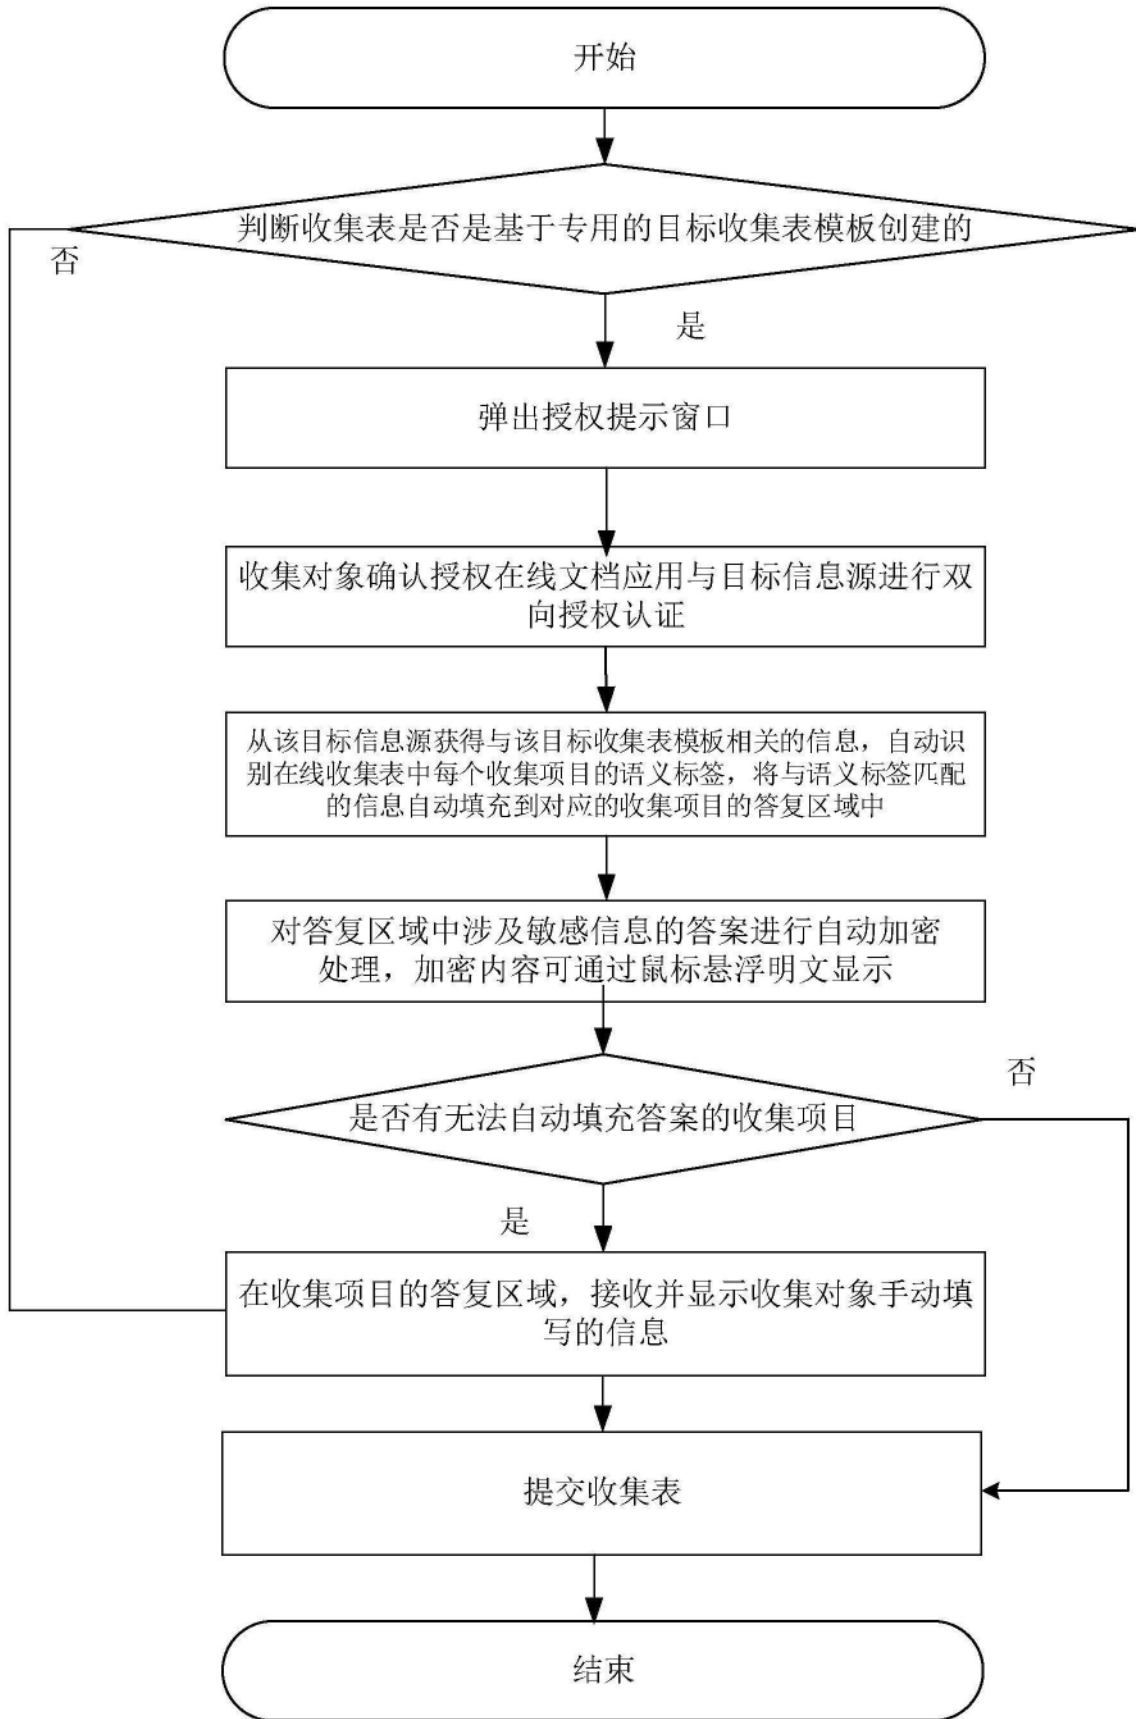 开始
判断收集表是否是基于专用的目标收集表模板创建的
否
是
弹出授权提示窗口
收集对象确认授权在线文档应用与目标信息源进行双
向授权认证
从该目标信息源获得与该目标收集表模板相关的信息，自动识
别在线收集表中每个收集项目的语义标签，将与语义标签匹配
的信息自动填充到对应的收集项目的答复区域中
对答复区域中涉及敏感信息的答案进行自动加密
处理，加密内容可通过鼠标悬浮明文显示
否
是否有无法自动填充答案的收集项目
是
在收集项目的答复区域，接收并显示收集对象手动填
写的信息
提交收集表
结束